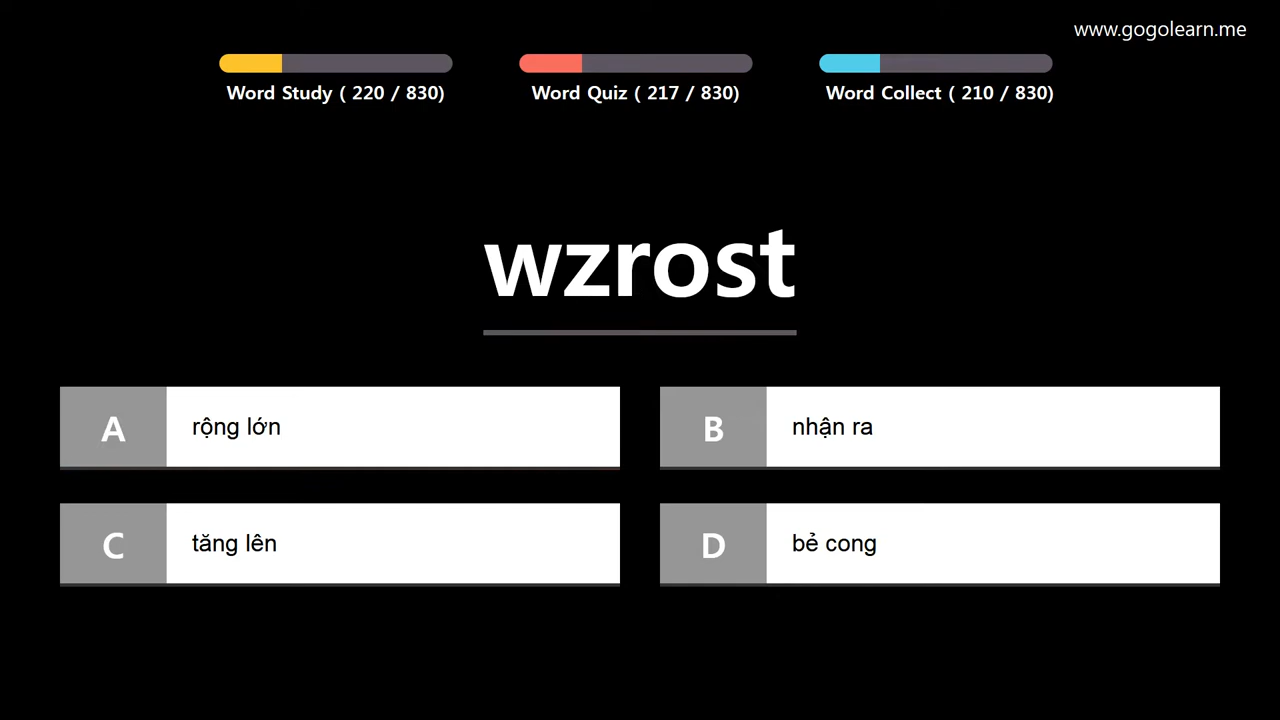 www.gogolearn.me
Word Study ( 220 / 830)
Word Quiz ( 217 / 830)
Word Collect ( 210 / 830)
wzrost
A rộng lớn
B nhận ra
C tăng lên
D bẻ cong